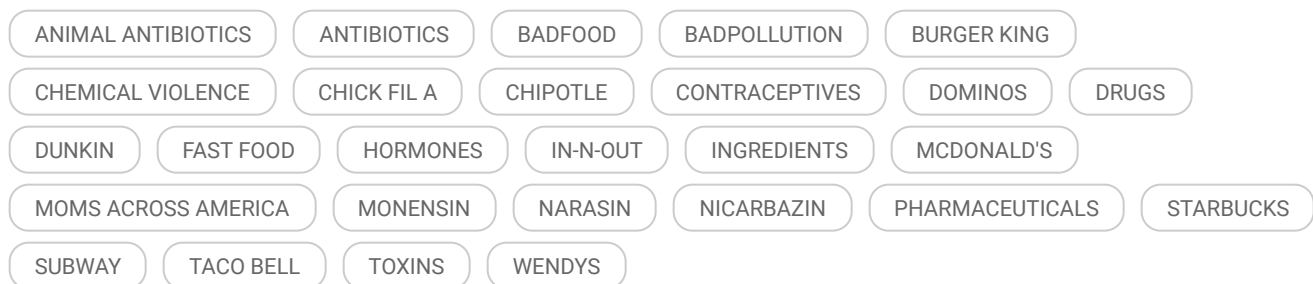 ANIMAL ANTIBIOTICS ANTIBIOTICS BADFOOD BADPOLLUTION BURGER KING
CHEMICAL VIOLENCE CHICK FIL A CHIPOTLE CONTRACEPTIVES DOMINOS DRUGS
DUNKIN FAST FOOD HORMONES IN-N-OUT INGREDIENTS MCDONALD'S
MOMS ACROSS AMERICA MONENSIN NARASIN NICARBAZIN PHARMACEUTICALS STARBUCKS
SUBWAY TACO BELL TOXINS WENDYS